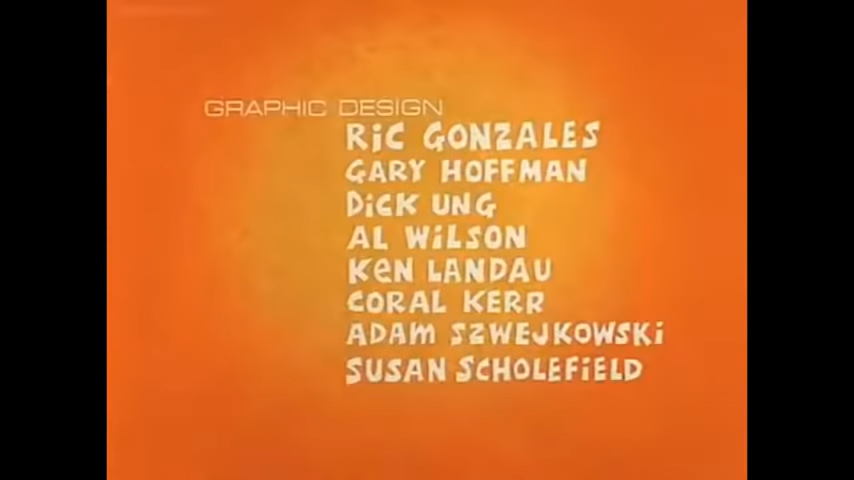 GRAPHIC DESIGN
RiC GONZALES
GARY HOFFMAN
DiCK UNG
AL WiLSON
KeN LANDAU
CORAL KERR
ADAM SZWEJKOWSKi
SUSAN SCHOLEFiELD